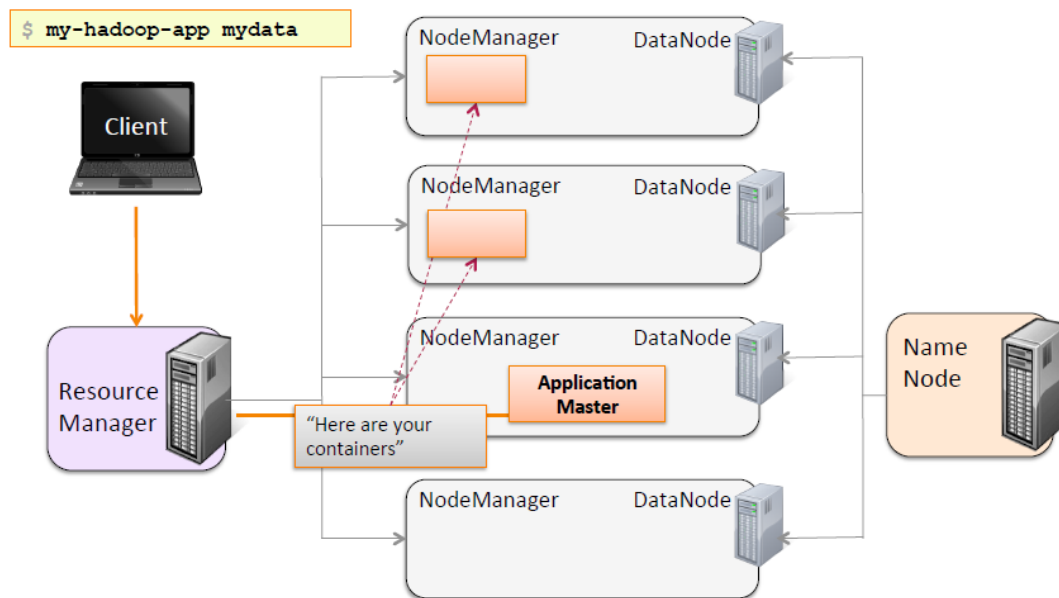 $ my-hadoop-app mydata
Client
Resource
Manager
NodeManager
DataNode
NodeManager
DataNode
NodeManager
DataNode
Application
Master
“Here are your
containers”
NodeManager
DataNode
Name
Node